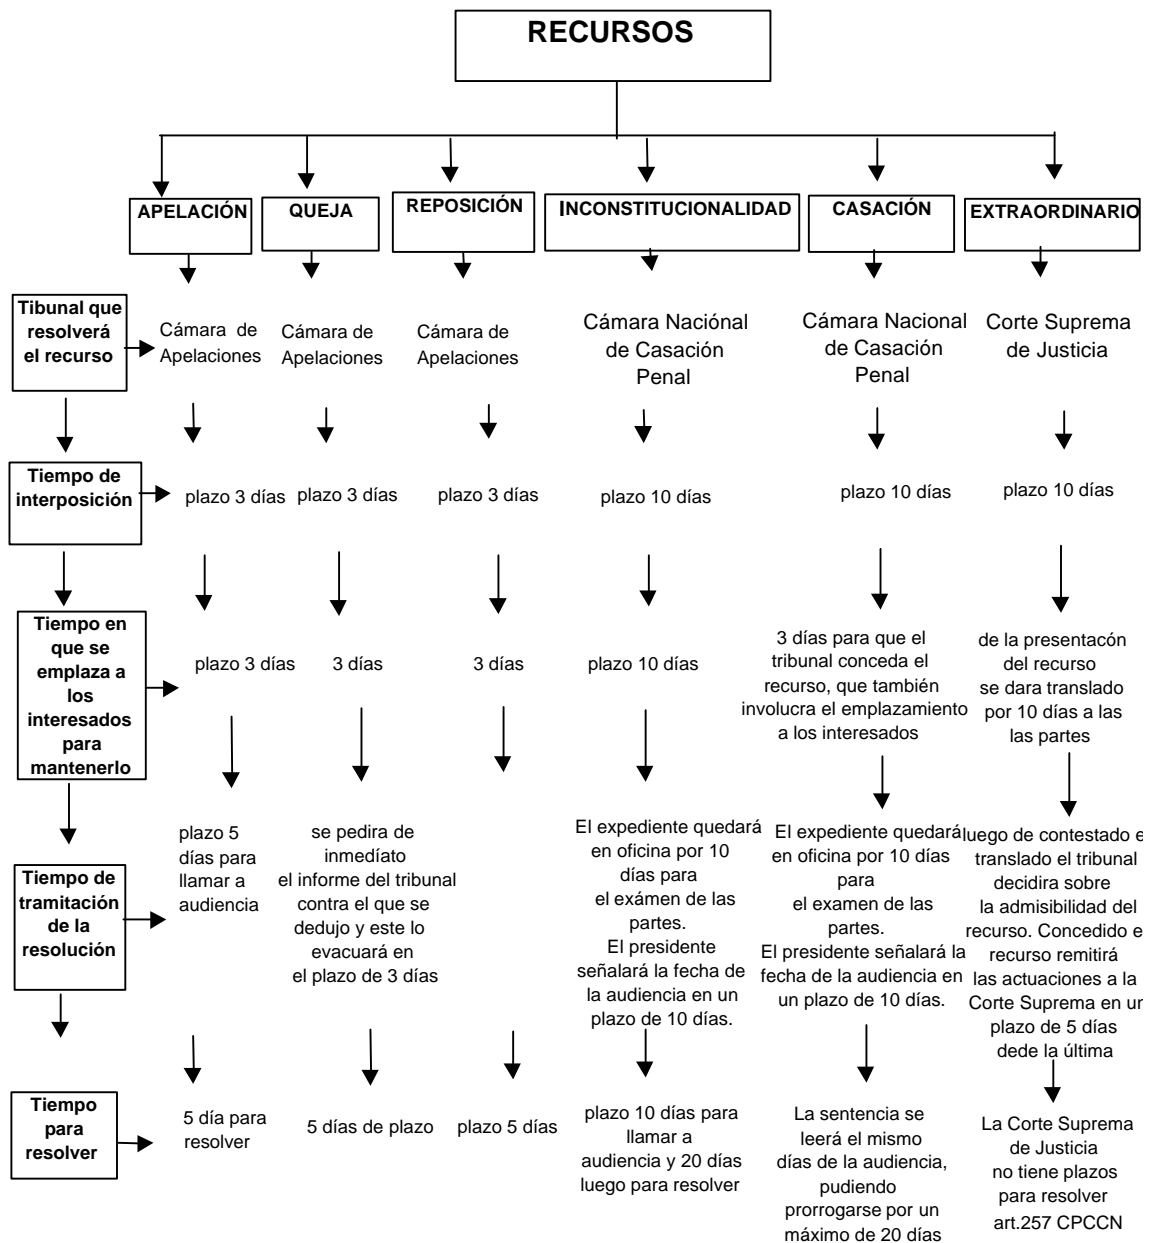 RECURSOS
APELACIÓN
QUEJA
REPOSICIÓN
INCONSTITUCIONALIDAD
CASACIÓN
EXTRAORDINARIO
Tibunal que
resolverá
el recurso
Cámara de
Apelaciones
Cámara de
Apelaciones
Cámara de
Apelaciones
Cámara Naciónal
de Casación
Penal
Cámara Nacional
de Casación
Penal
Corte Suprema
de Justicia
Tiempo de
interposición
plazo 3 días
plazo 3 días
plazo 3 días
plazo 10 días
plazo 10 días
plazo 10 días
Tiempo en
que se
emplaza a
los
interesados
para
mantenerlo
plazo 3 días
3 días
3 días
plazo 10 días
3 días para que el
tribunal conceda el
recurso, que también
involucra el emplazamiento
a los interesados
de la presentacón
del recurso
se dara translado
por 10 días a las
las partes
Tiempo de
tramitación
de la
resolución
plazo 5
días para
llamar a
audiencia
se pedira de
inmedíato
el informe del tribunal
contra el que se
dedujo y este lo
evacuará en
el plazo de 3 días
El expediente quedará
en oficina por 10
días para
el exámen de las
partes.
El presidente
señalará la fecha de
la audiencia en un
plazo de 10 días.
El expediente quedará
en oficina por 10 días
para
el examen de las
partes.
El presidente señalará la
fecha de la audiencia en
un plazo de 10 días.
luego de contestado e
translado el tribunal
decidira sobre
la admisibilidad del
recurso. Concedido e
recurso remitirá
las actuaciones a la
Corte Suprema en un
plazo de 5 días
dede la última
Tiempo
para
resolver
5 día para
resolver
5 días de plazo
plazo 5 días
plazo 10 días para
llamar a
audiencia y 20 días
luego para resolver
La sentencia se
leerá el mismo
días de la audiencia,
pudiendo
prorrogarse por un
máximo de 20 días
La Corte Suprema
de Justicia
no tiene plazos
para resolver
art.257 CPCCN